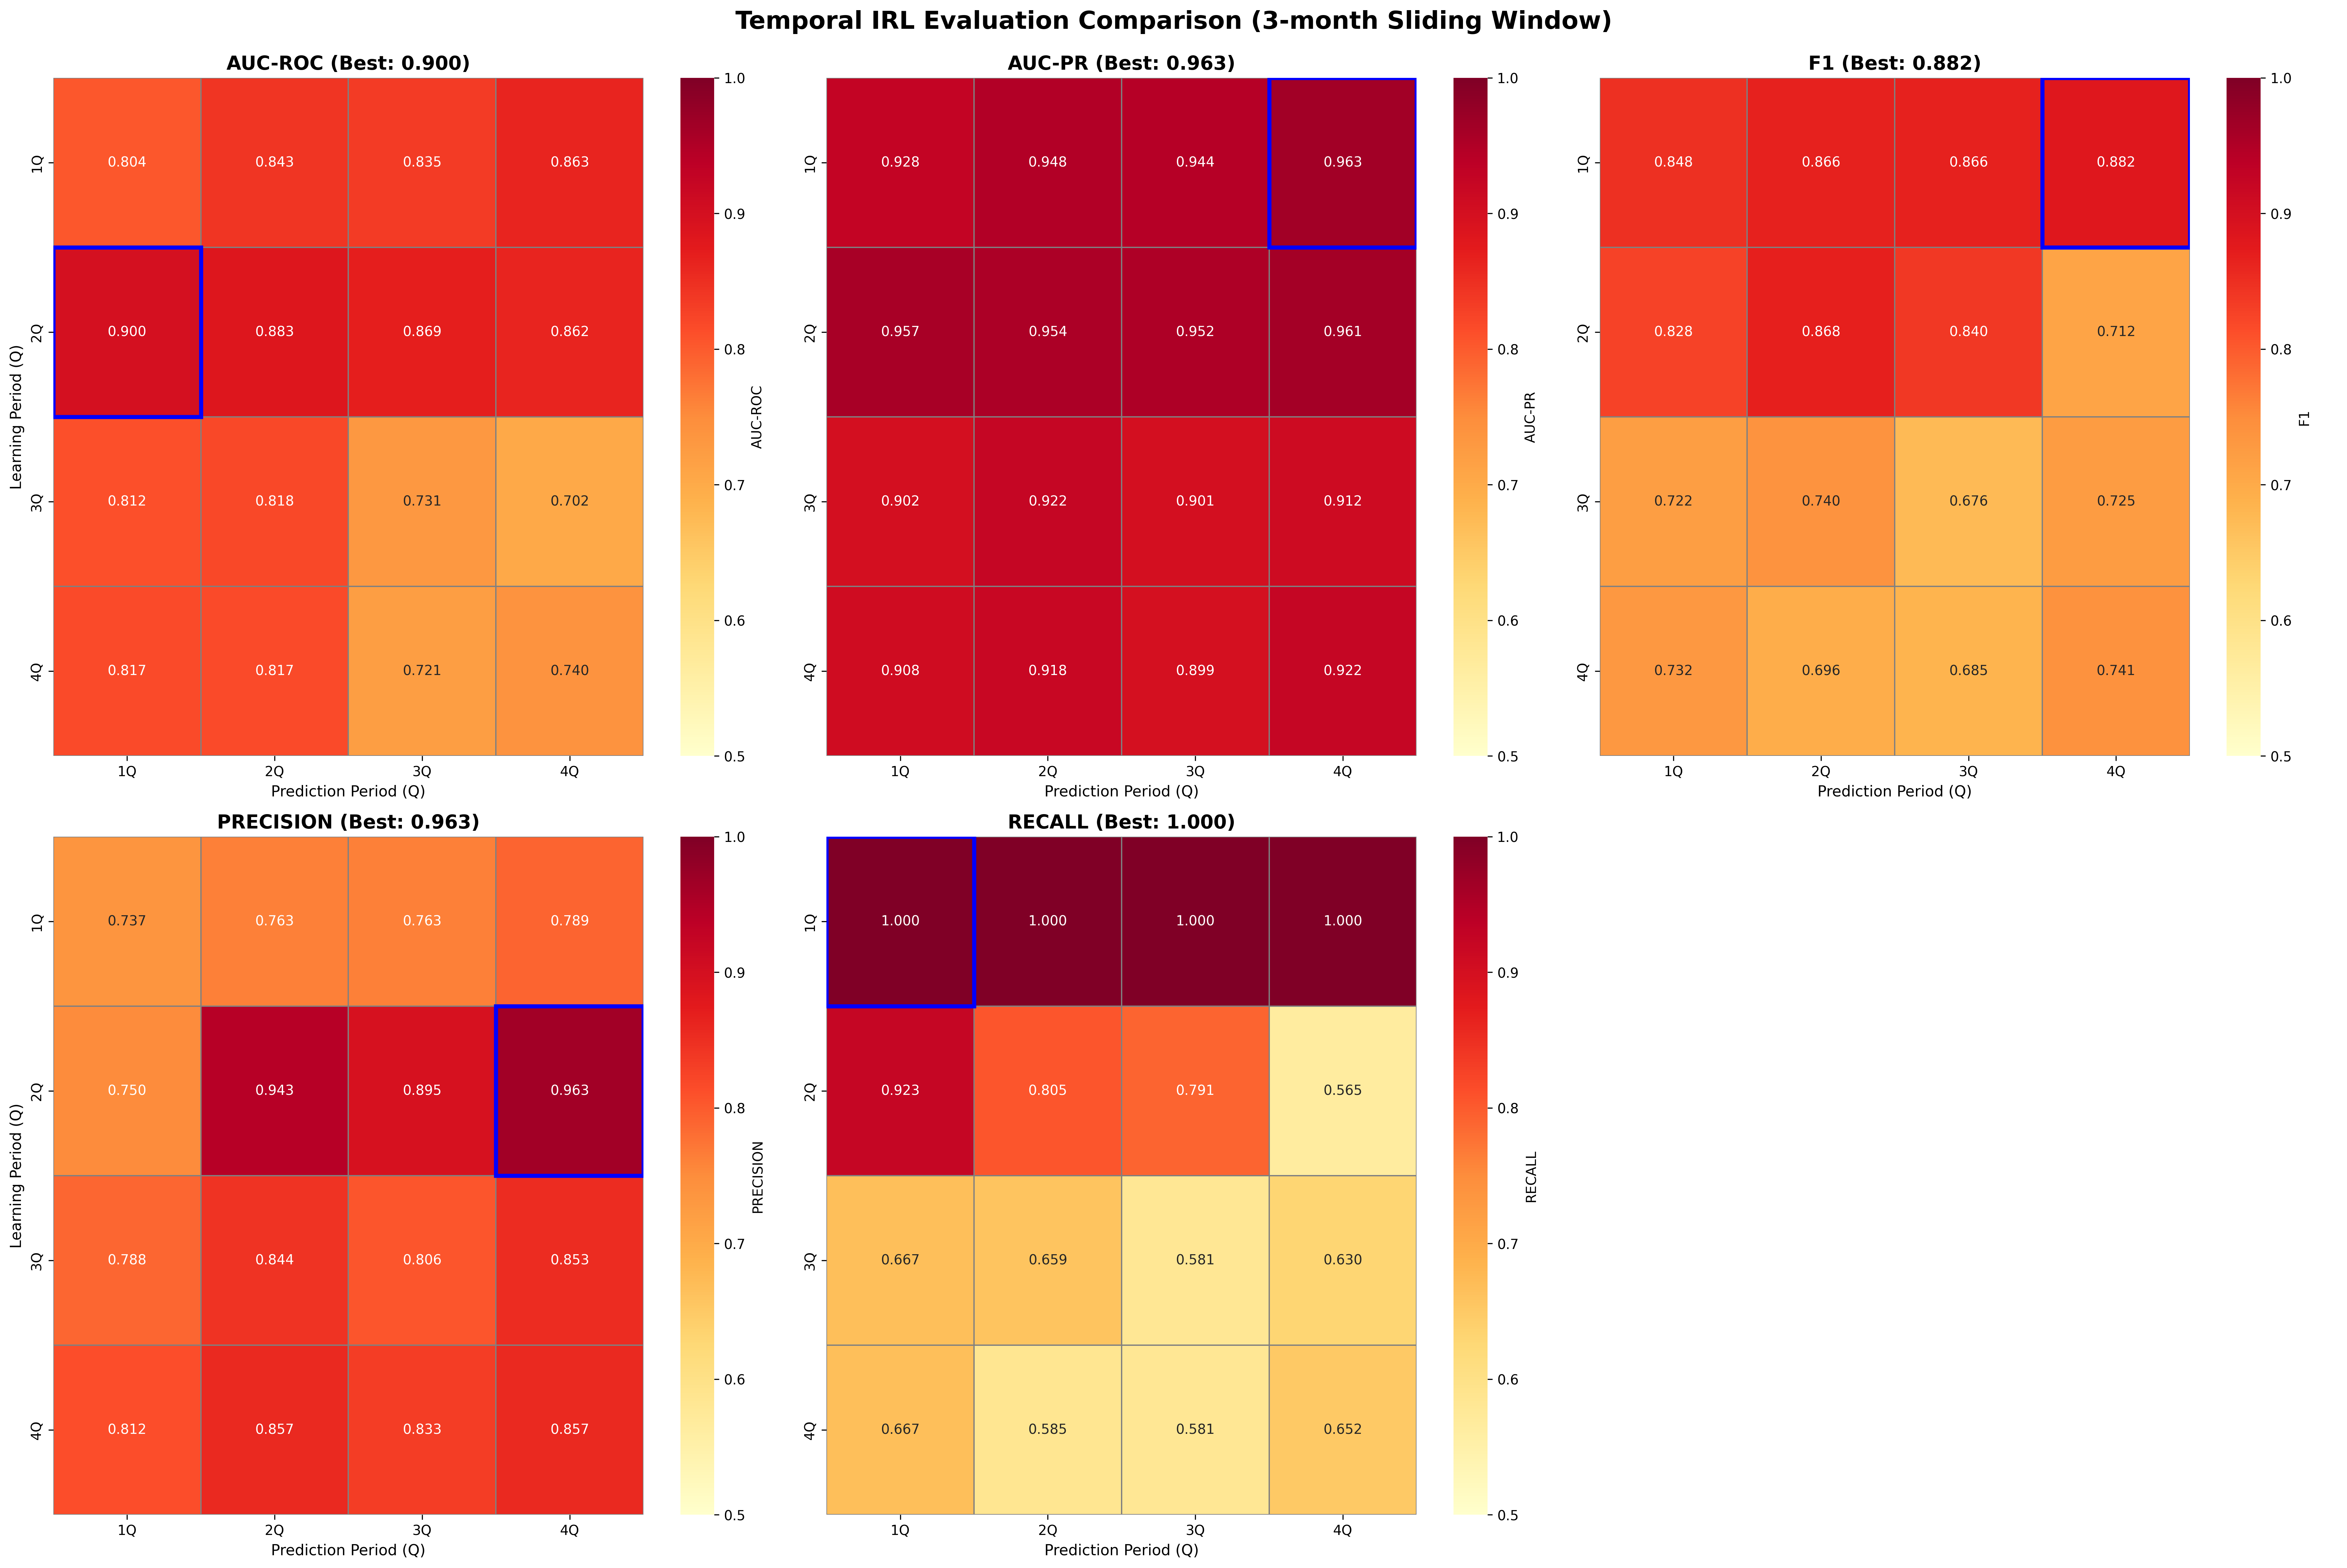 Temporal IRL Evaluation Comparison (3-month Sliding Window)
AUC-ROC (Best: 0.900)
Learning Period (Q)
1Q 0.804 0.843 0.835 0.863
2Q 0.900 0.883 0.869 0.862
3Q 0.812 0.818 0.731 0.702
4Q 0.817 0.817 0.721 0.740
1Q 2Q 3Q 4Q
Prediction Period (Q)
1.0
0.9
0.8
0.7
0.6
0.5
AUC-ROC
AUC-PR (Best: 0.963)
1Q 0.928 0.948 0.944 0.963
2Q 0.957 0.954 0.952 0.961
3Q 0.902 0.922 0.901 0.912
4Q 0.908 0.918 0.899 0.922
1Q 2Q 3Q 4Q
Prediction Period (Q)
1.0
0.9
0.8
0.7
0.6
0.5
AUC-PR
F1 (Best: 0.882)
1Q 0.848 0.866 0.866 0.882
2Q 0.828 0.868 0.840 0.712
3Q 0.722 0.740 0.676 0.725
4Q 0.732 0.696 0.685 0.741
1Q 2Q 3Q 4Q
Prediction Period (Q)
1.0
0.9
0.8
0.7
0.6
0.5
F1
PRECISION (Best: 0.963)
Learning Period (Q)
1Q 0.737 0.763 0.763 0.789
2Q 0.750 0.943 0.895 0.963
3Q 0.788 0.844 0.806 0.853
4Q 0.812 0.857 0.833 0.857
1Q 2Q 3Q 4Q
Prediction Period (Q)
1.0
0.9
0.8
0.7
0.6
0.5
PRECISION
RECALL (Best: 1.000)
1Q 1.000 1.000 1.000 1.000
2Q 0.923 0.805 0.791 0.565
3Q 0.667 0.659 0.581 0.630
4Q 0.667 0.585 0.581 0.652
1Q 2Q 3Q 4Q
Prediction Period (Q)
1.0
0.9
0.8
0.7
0.6
0.5
RECALL